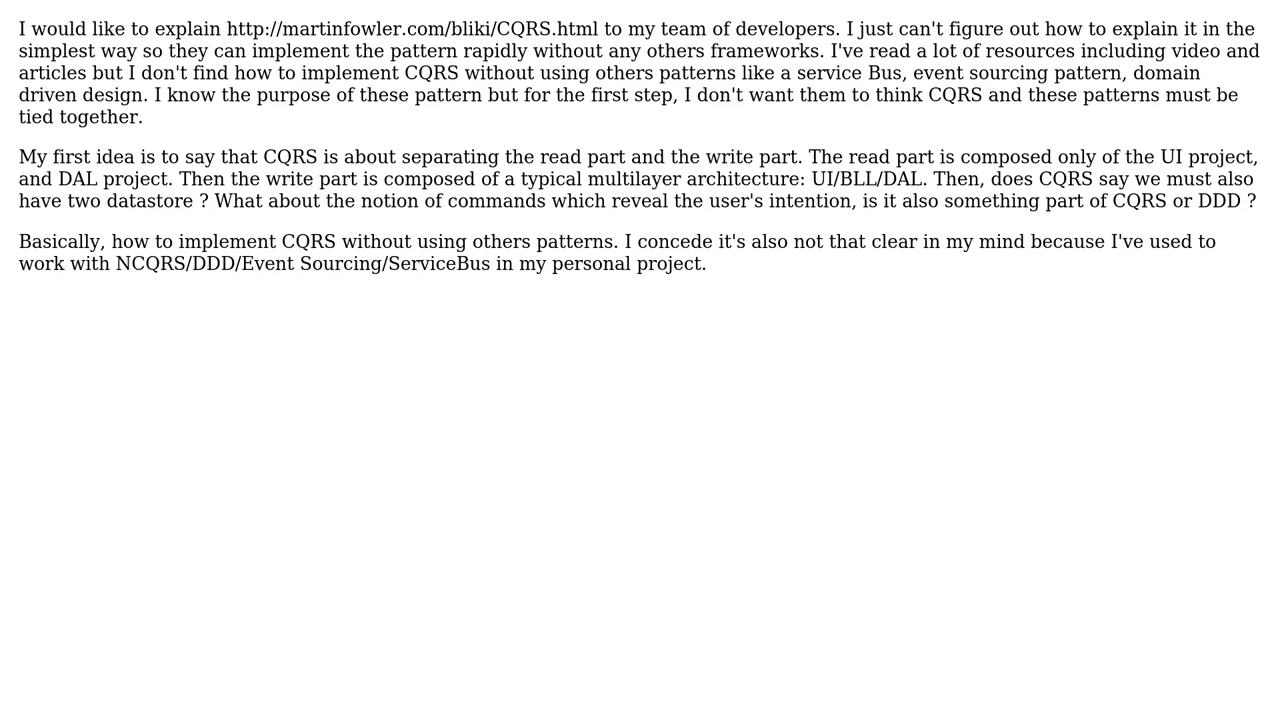 I would like to explain http://martinfowler.com/bliki/CQRS.html to my team of developers. I just can't figure out how to explain it in the
simplest way so they can implement the pattern rapidly without any others frameworks. I've read a lot of resources including video and
articles but I don't find how to implement CQRS without using others patterns like a service Bus, event sourcing pattern, domain
driven design. I know the purpose of these pattern but for the first step, I don't want them to think CQRS and these patterns must be
tied together.
My first idea is to say that CQRS is about separating the read part and the write part. The read part is composed only of the UI project,
and DAL project. Then the write part is composed of a typical multilayer architecture: UI/BLL/DAL. Then, does CQRS say we must also
have two datastore ? What about the notion of commands which reveal the user's intention, is it also something part of CQRS or DDD ?
Basically, how to implement CQRS without using others patterns. I concede it's also not that clear in my mind because I've used to
work with NCQRS/DDD/Event Sourcing/ServiceBus in my personal project.